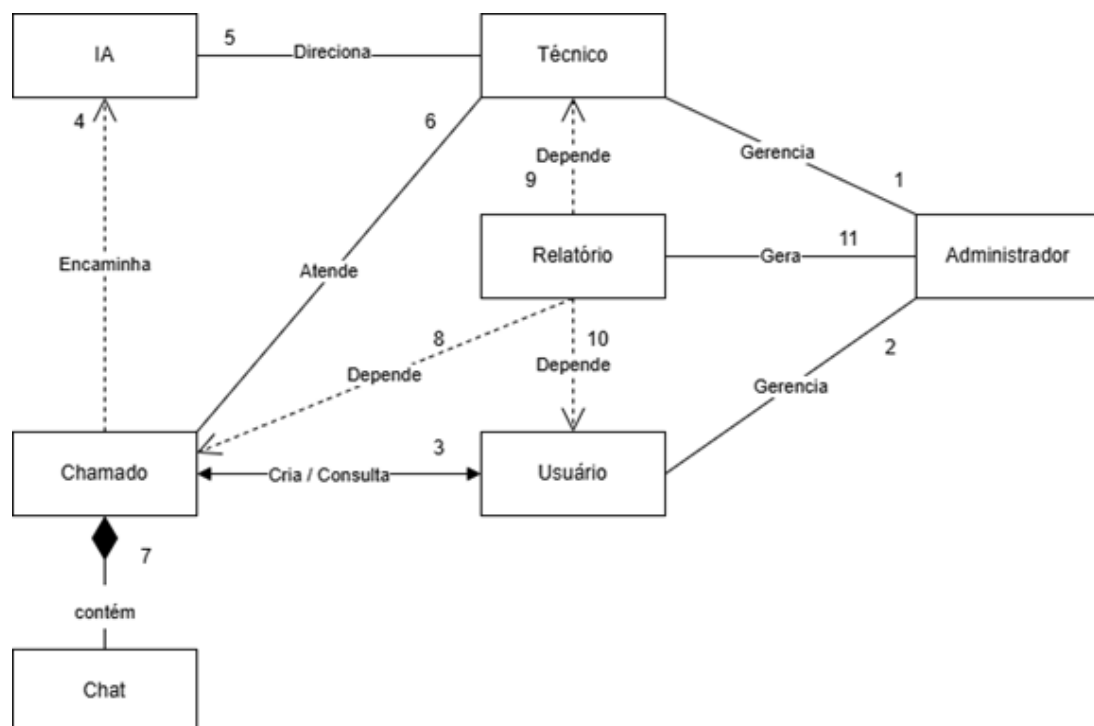 IA
5
Direciona
Técnico
4
6
Depende
9
Gerencia
1
Encaminha
Atende
Relatório
Gera
11
Administrador
8
Depende
10
Depende
2
Gerencia
Chamado
Cria / Consulta
3
Usuário
7
contém
Chat